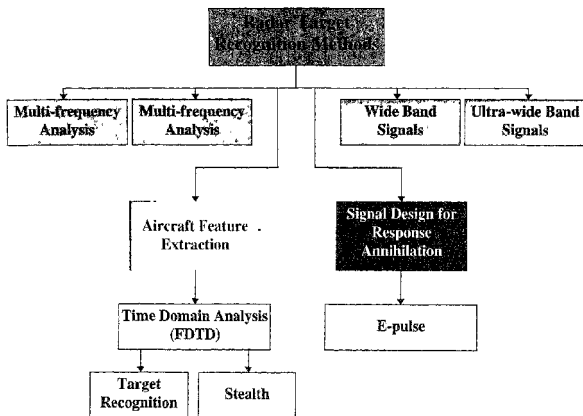 Radar Target
Recognition Methods
Multi-frequency
Analysis
Multi-frequency
Analysis
Wide Band
Signals
Ultra-wide Band
Signals
Aircraft Feature
Extraction
Signal Design for
Response
Annihilation
Time Domain Analysis
(FDTD)
E-pulse
Target
Recognition
Stealth